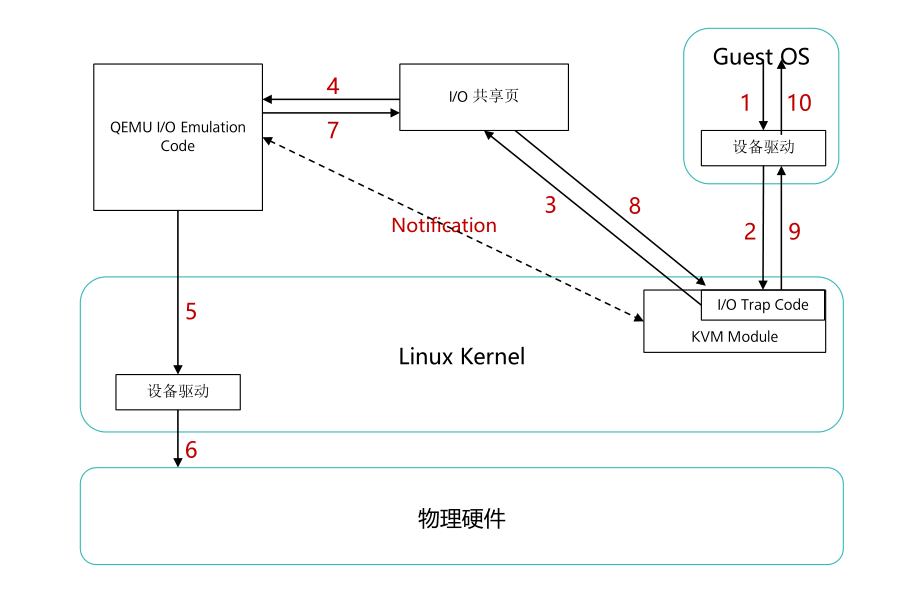 Guest OS
4
I/O 共享页
1
10
QEMU I/O Emulation
Code
7
设备驱动
3
8
Notification
2
9
5
I/O Trap Code
KVM Module
Linux Kernel
设备驱动
6
物理硬件